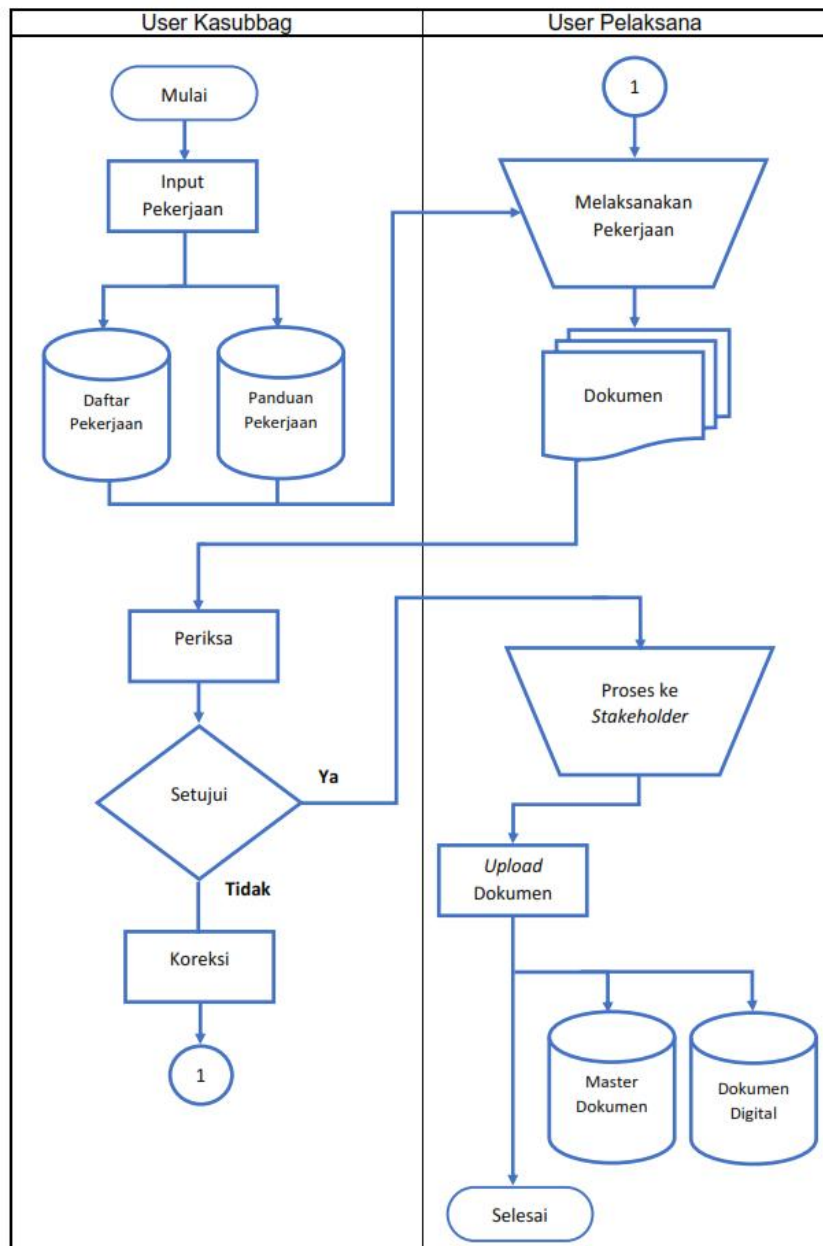 User Kasubbag
User Pelaksana
Mulai
Input
Pekerjaan
Daftar
Pekerjaan
Panduan
Pekerjaan
1
Melaksanakan
Pekerjaan
Dokumen
Periksa
Setujui
Ya
Tidak
Koreksi
1
Proses ke
Stakeholder
Upload
Dokumen
Master
Dokumen
Dokumen
Digital
Selesai